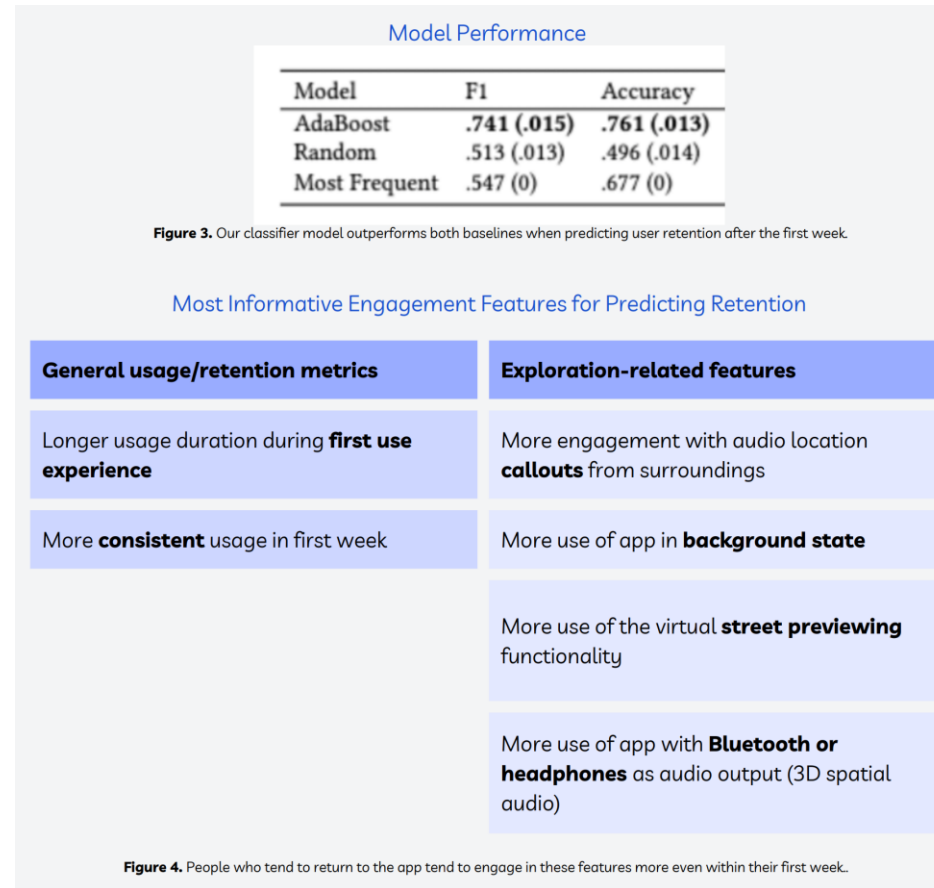 Model Performance
Model F1 Accuracy
AdaBoost .741 (.015) .761 (.013)
Random .513 (.013) .496 (.014)
Most Frequent .547 (0) .677 (0)
Figure 3. Our classifier model outperforms both baselines when predicting user retention after the first week.
Most Informative Engagement Features for Predicting Retention
General usage/retention metrics
Longer usage duration during first use
experience
More consistent usage in first week
Exploration-related features
More engagement with audio location
callouts from surroundings
More use of app in background state
More use of the virtual street previewing
functionality
More use of app with Bluetooth or
headphones as audio output (3D spatial
audio)
Figure 4. People who tend to return to the app tend to engage in these features more even within their first week..